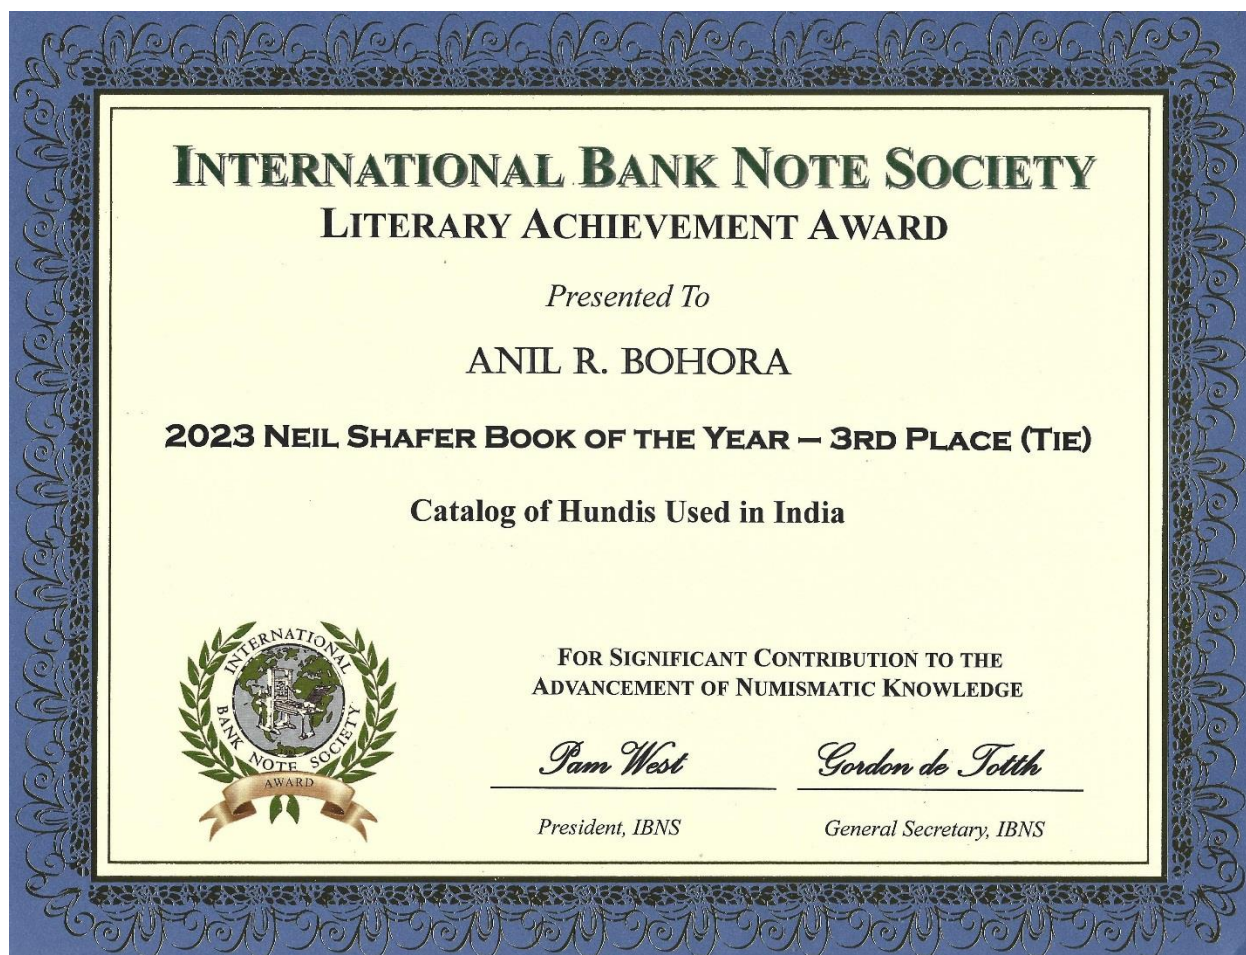 INTERNATIONAL BANK NOTE SOCIETY
LITERARY ACHIEVEMENT AWARD
Presented To
ANIL R. BOHORA
2023 NEIL SHAFER BOOK OF THE YEAR – 3RD PLACE (TIE)
Catalog of Hundis Used in India
INTERNATIONAL
BANK NOTE SOCIETY
AWARD
FOR SIGNIFICANT CONTRIBUTION TO THE
ADVANCEMENT OF NUMISMATIC KNOWLEDGE
Pam West
Gordon de Totth
President, IBNS
General Secretary, IBNS